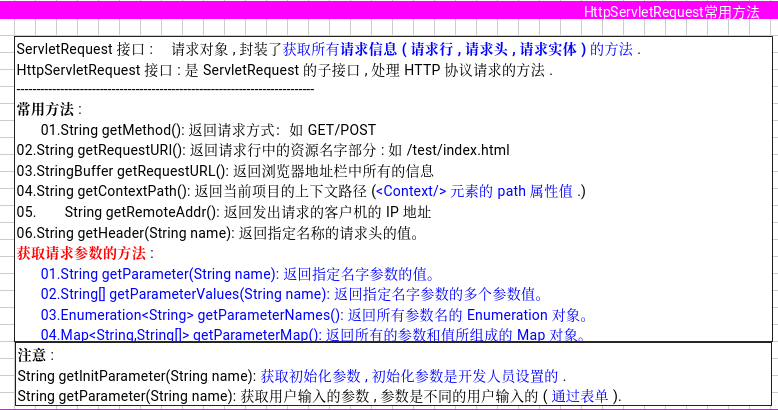 HttpServletRequest常用方法
ServletRequest 接口 : 请求对象 , 封装了获取所有请求信息 ( 请求行 , 请求头 , 请求实体 ) 的方法 .
HttpServletRequest 接口 : 是 ServletRequest 的子接口 , 处理 HTTP 协议请求的方法 .
---------------------------------------------------------------------------
常用方法 :
01.String getMethod(): 返回请求方式: 如 GET/POST
02.String getRequestURI(): 返回请求行中的资源名字部分 : 如 /test/index.html
03.StringBuffer getRequestURL(): 返回浏览器地址栏中所有的信息
04.String getContextPath(): 返回当前项目的上下文路径 (<Context/> 元素的 path 属性值 .)
05. String getRemoteAddr(): 返回发出请求的客户机的 IP 地址
06.String getHeader(String name): 返回指定名称的请求头的值。
获取请求参数的方法 :
01.String getParameter(String name): 返回指定名字参数的值。
02.String[] getParameterValues(String name): 返回指定名字参数的多个参数值。
03.Enumeration<String> getParameterNames(): 返回所有参数名的 Enumeration 对象。
04.Map<String,String[]> getParameterMap(): 返回所有的参数和值所组成的 Map 对象。
注意 :
String getInitParameter(String name): 获取初始化参数 , 初始化参数是开发人员设置的 .
String getParameter(String name): 获取用户输入的参数 , 参数是不同的用户输入的 ( 通过表单 ).